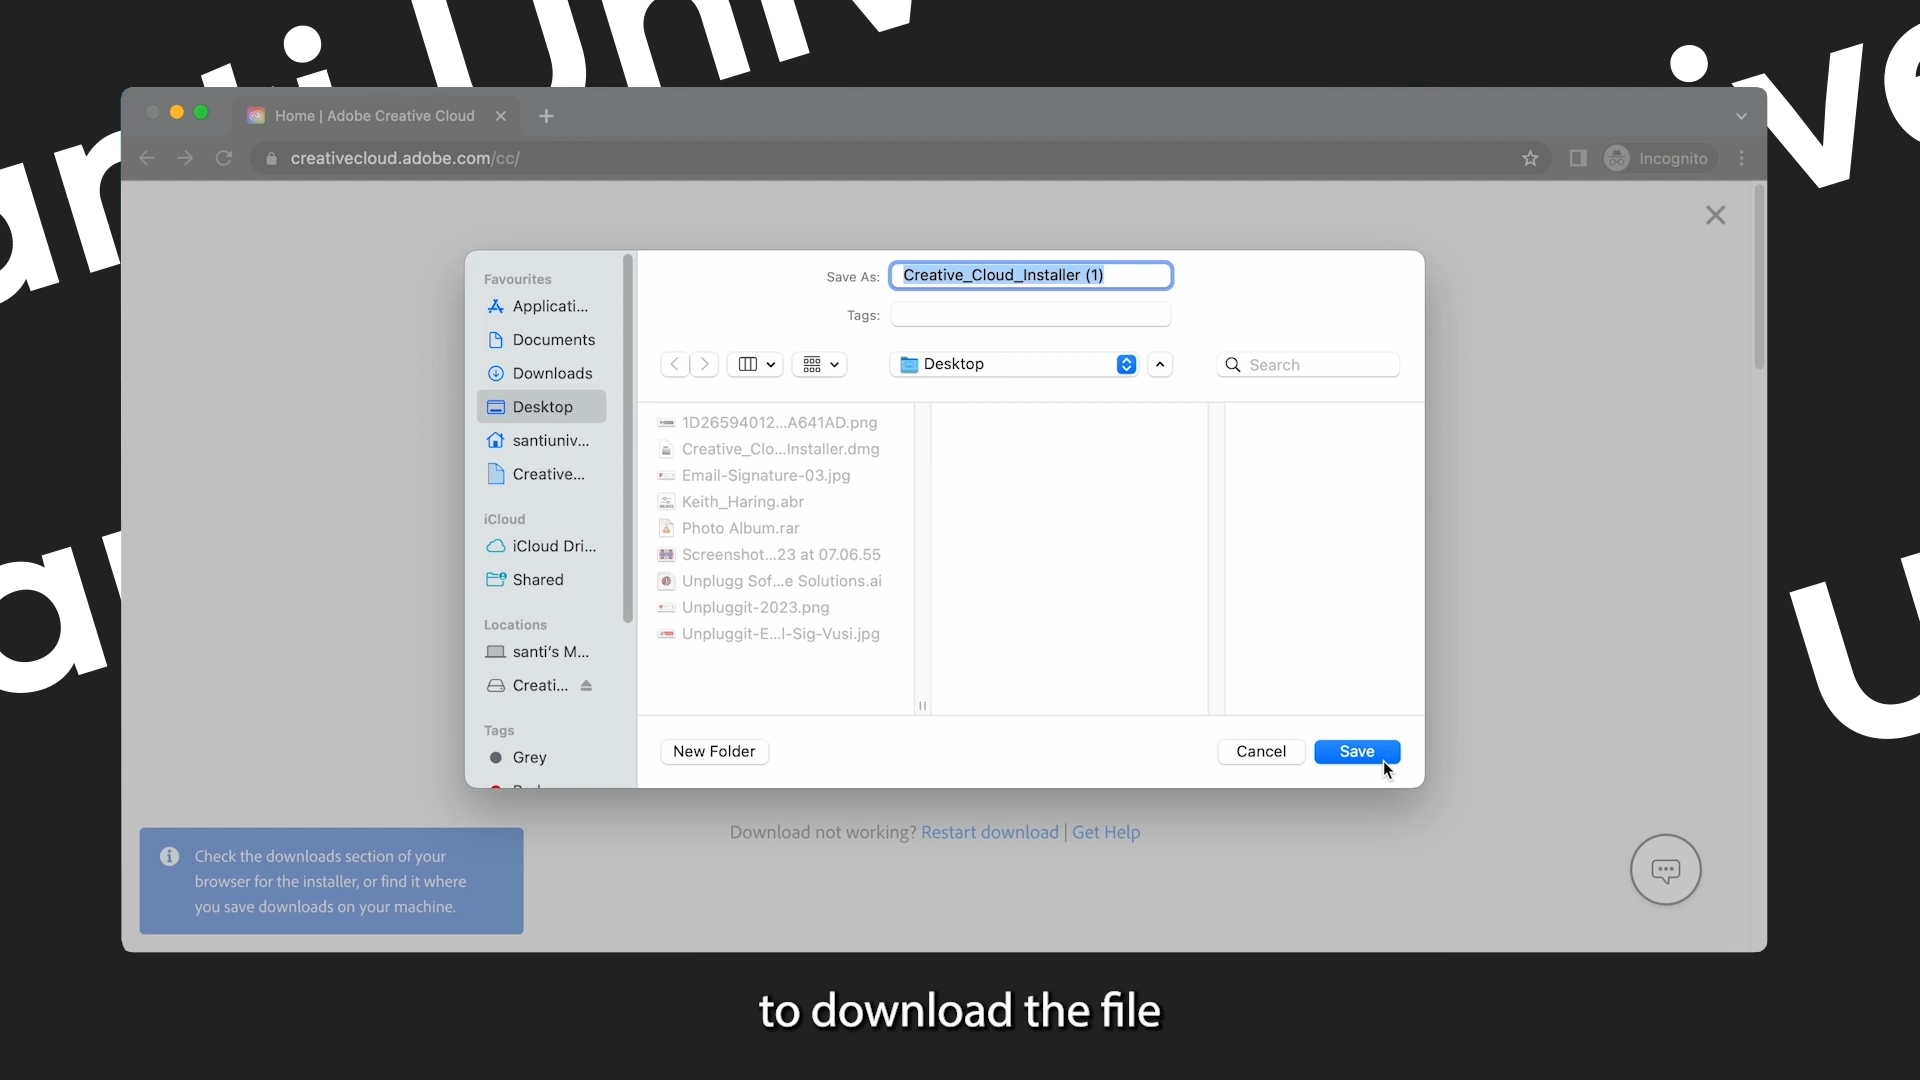 anti Univ
ive
Home | Adobe Creative Cloud
creativecloud.adobe.com/cc/
Incognito
Favourites
Applicati...
Documents
Downloads
Desktop
santiuniv...
Creative...
iCloud
iCloud Dri...
Shared
Locations
santi's M...
Creati...
Tags
Grey
Save As: Creative_Cloud_Installer (1)
Tags:
Desktop
Search
1D26594012...A641AD.png
Creative_Clo...Installer.dmg
Email-Signature-03.jpg
Keith_Haring.abr
Photo Album.rar
Screenshot...23 at 07.06.55
Unplugg Sof...e Solutions.ai
Unpluggit-2023.png
Unpluggit-E...l-Sig-Vusi.jpg
New Folder
Cancel
Save
Download not working? Restart download | Get Help
Check the downloads section of your
browser for the installer, or find it where
you save downloads on your machine.
to download the file